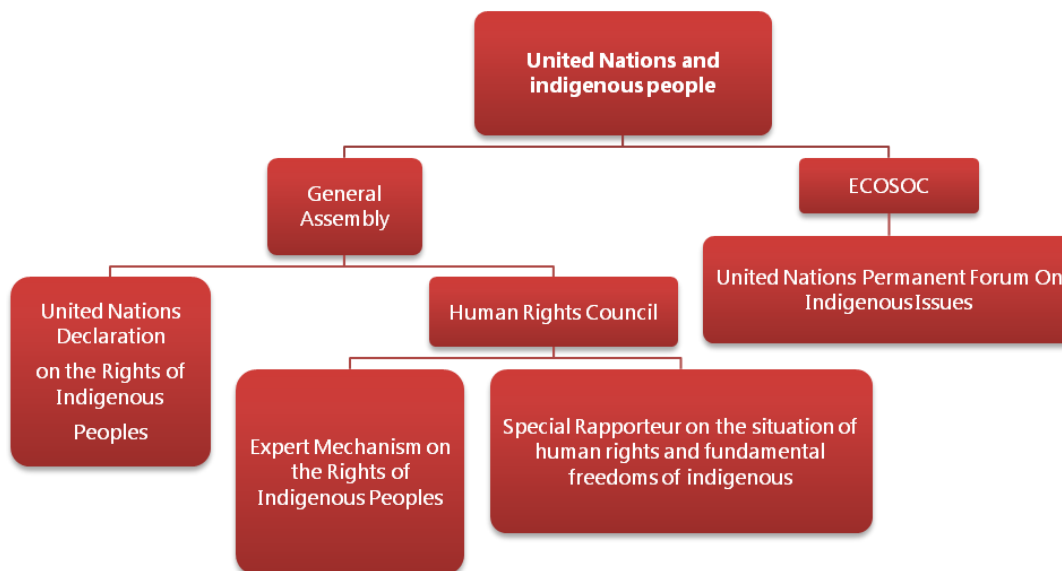 United Nations and
indigenous people
General
Assembly
ECOSOC
United Nations
Declaration
on the Rights of
Indigenous
Peoples
Human Rights Council
United Nations Permanent Forum On
Indigenous Issues
Expert Mechanism on
the Rights of
Indigenous Peoples
Special Rapporteur on the situation of
human rights and fundamental
freedoms of indigenous